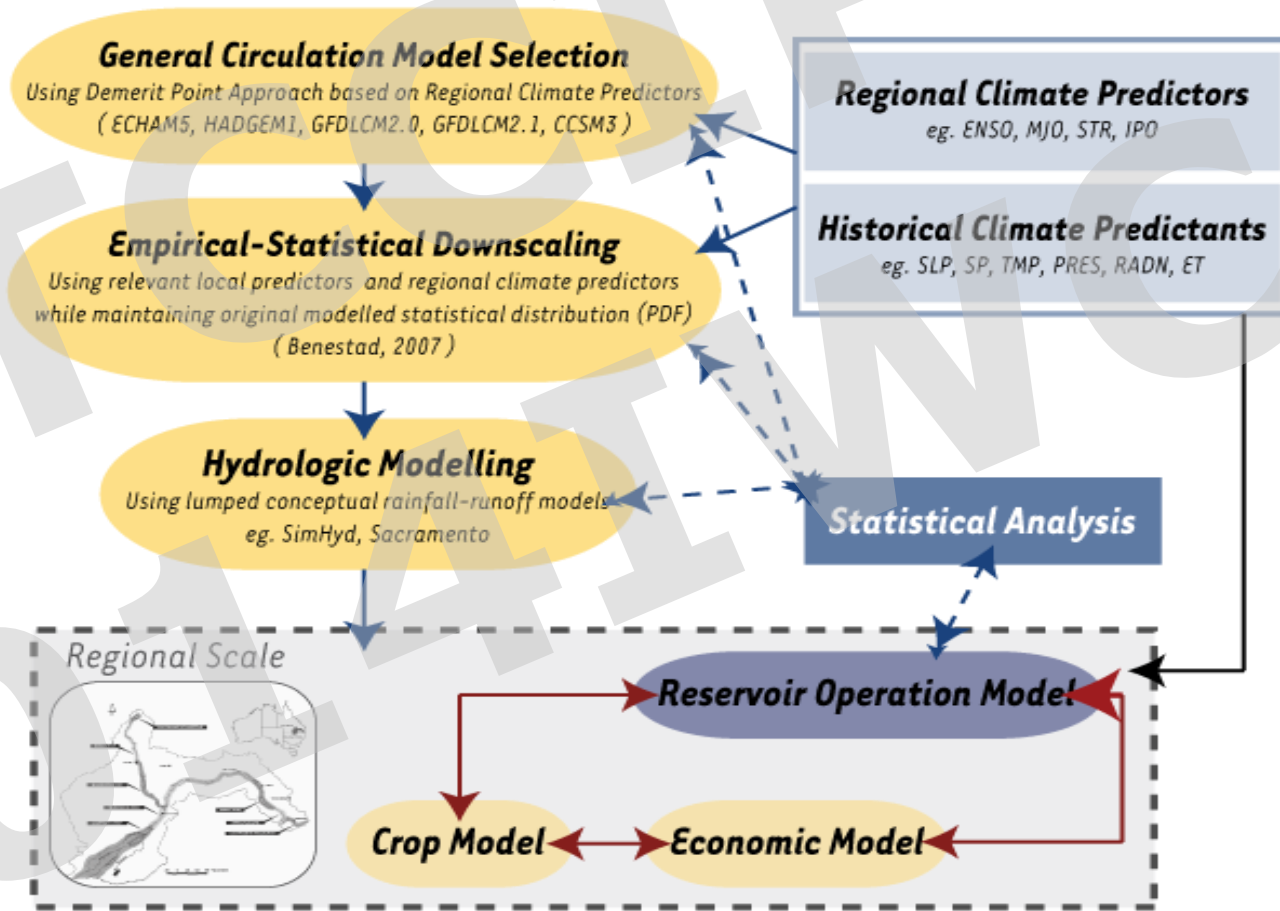 General Circulation Model Selection
Using Demerit Point Approach based on Regional Climate Predictors
( ECHAM5, HADGEM1, GFDLCM2.0, GFDLCM2.1, CCSM3 )
Regional Climate Predictors
eg. ENSO, MJO, STR, IPO
Historical Climate Predictants
eg. SLP, SP, TMP, PRES, RADN, ET
Empirical-Statistical Downscaling
Using relevant local predictors and regional climate predictors
while maintaining original modelled statistical distribution (PDF)
( Benestad, 2007 )
Hydrologic Modelling
Using lumped conceptual rainfall-runoff models
eg. SimHyd, Sacramento
Statistical Analysis
Regional Scale
Reservoir Operation Model
Crop Model
Economic Model